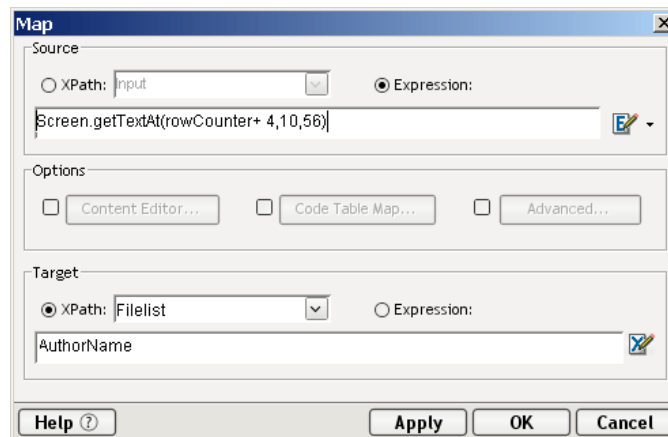 Map
Source
XPath: Input Expression:
Screen.getTextAt(rowCounter+ 4,10,56)
Options
Content Editor... Code Table Map... Advanced...
Target
XPath: Filelist Expression:
AuthorName
Help ? Apply OK Cancel